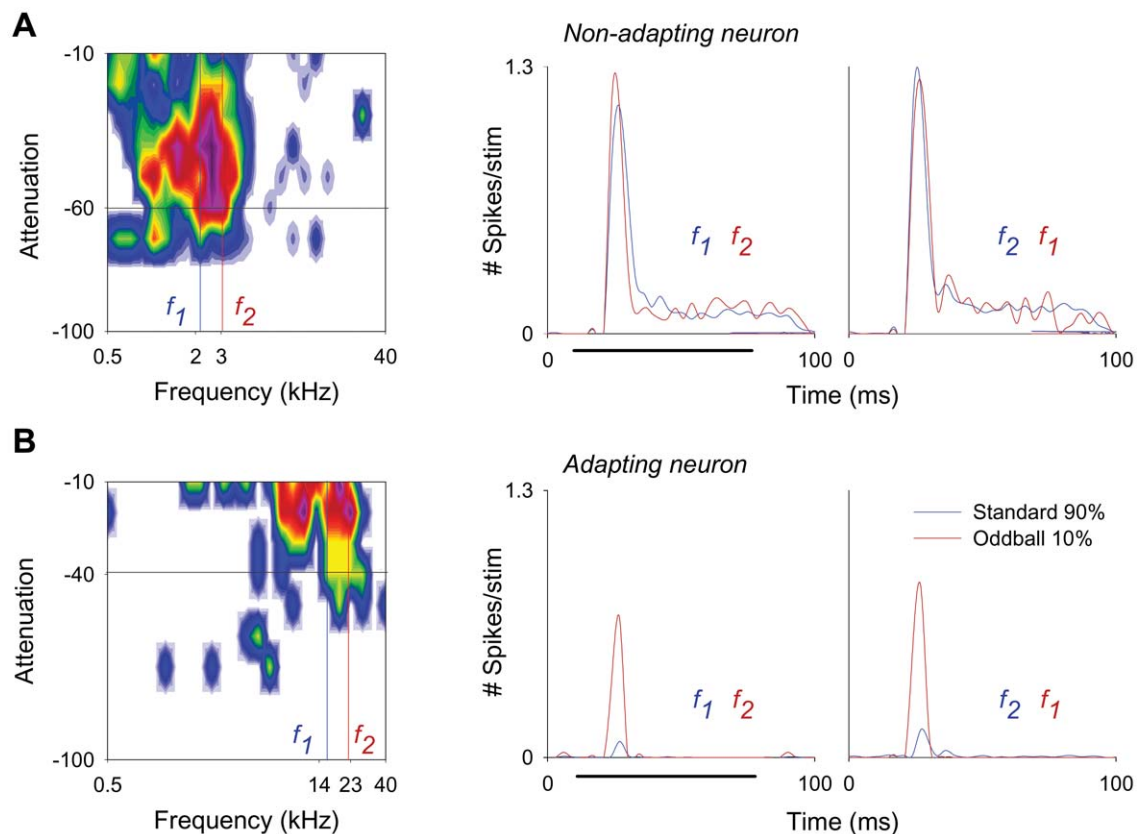 A
Non-adapting neuron
-10
-60
-100
Attenuation
f1
f2
0.5
2
3
40
Frequency (kHz)
1.3
0
# Spikes/stim
f1 f2
f2 f1
0
100
0
100
Time (ms)
B
Adapting neuron
-10
-40
-100
Attenuation
f1
f2
0.5
14
23
40
Frequency (kHz)
1.3
0
# Spikes/stim
Standard 90%
Oddball 10%
f1 f2
f2 f1
0
100
0
100
Time (ms)